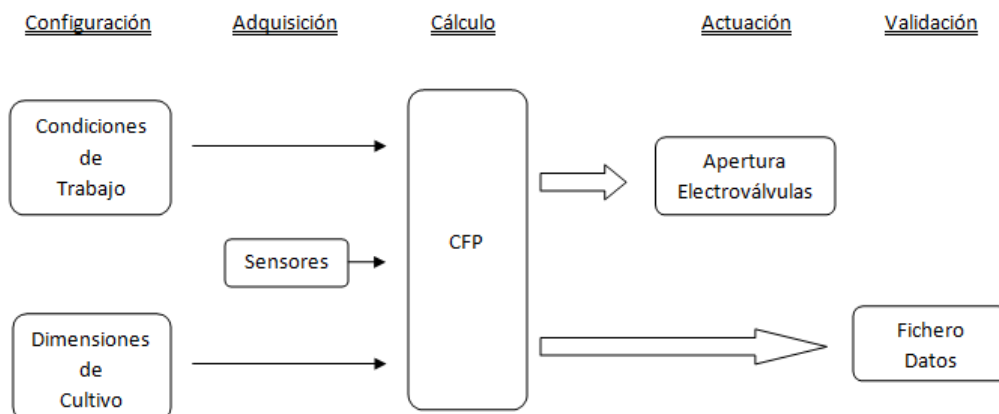 Configuración
Adquisición
Cálculo
Actuación
Validación
Condiciones
de
Trabajo
Sensores
Dimensiones
de
Cultivo
CFP
Apertura
Electroválvulas
Fichero
Datos